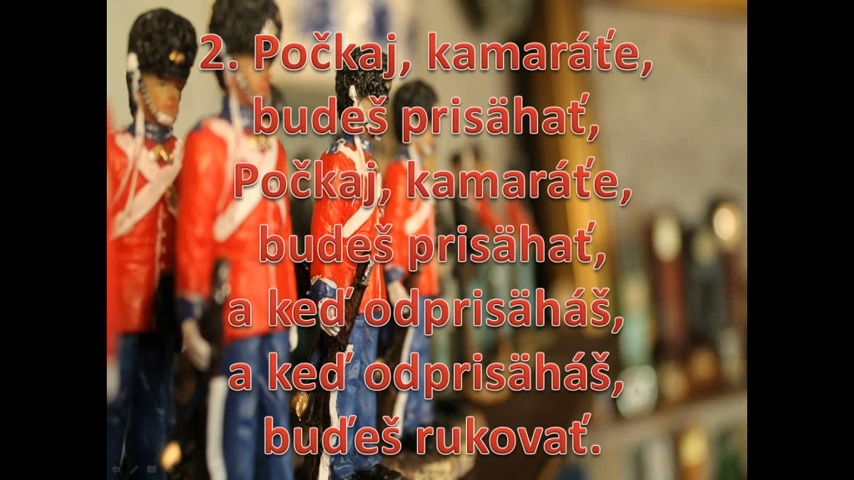 2. Počkaj, kamaráťe,
budeš prisähať,
Počkaj, kamaráťe,
budeš prisähať,
a keď odprisäháš,
a keď odprisäháš,
buďeš rukovať.